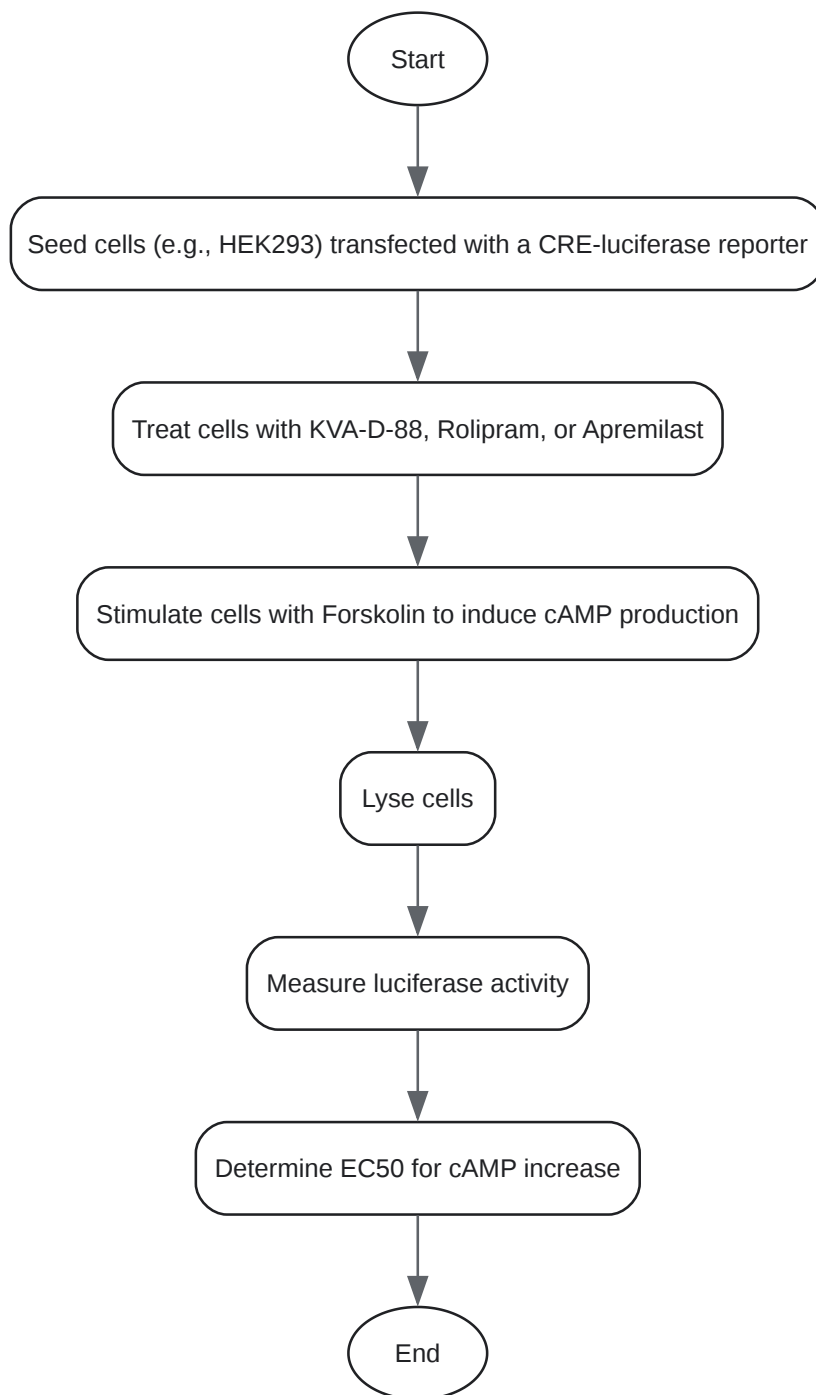 Start
Seed cells (e.g., HEK293) transfected with a CRE-luciferase reporter
Treat cells with KVA-D-88, Rolipram, or Apremilast
Stimulate cells with Forskolin to induce cAMP production
Lyse cells
Measure luciferase activity
Determine EC50 for cAMP increase
End